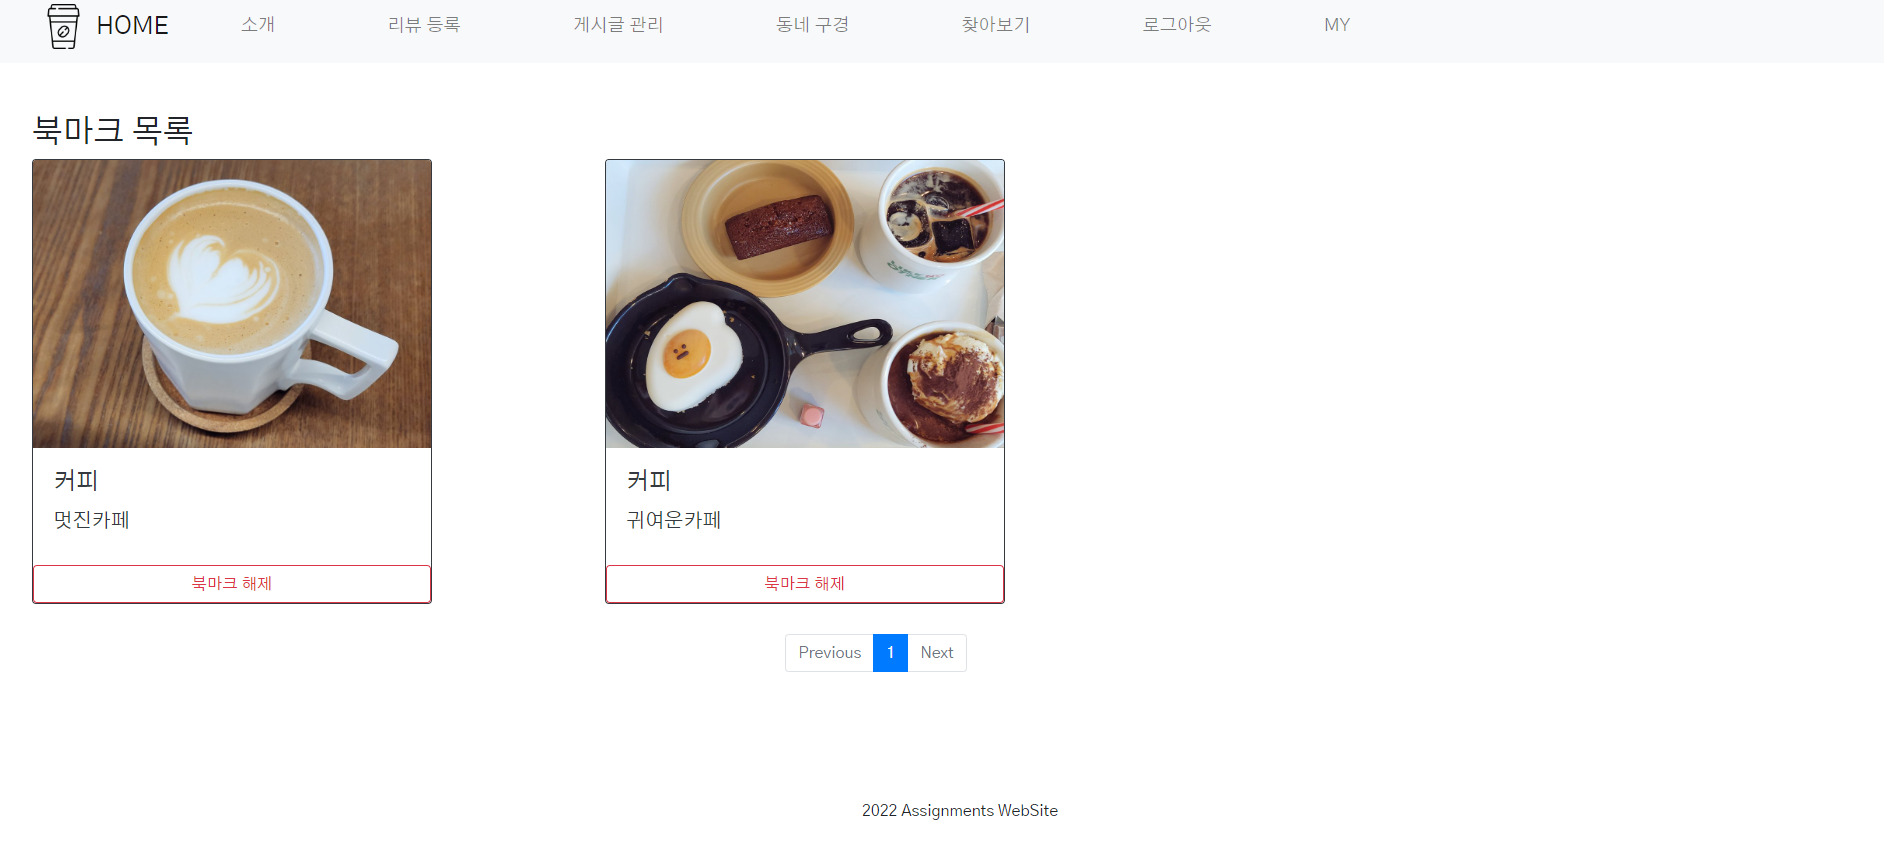 HOME 소개 리뷰 등록 게시글 관리 동네 구경 찾아보기 로그아웃 MY
북마크 목록
커피
멋진카페
북마크 해제
커피
귀여운카페
북마크 해제
Previous 1 Next
2022 Assignments WebSite